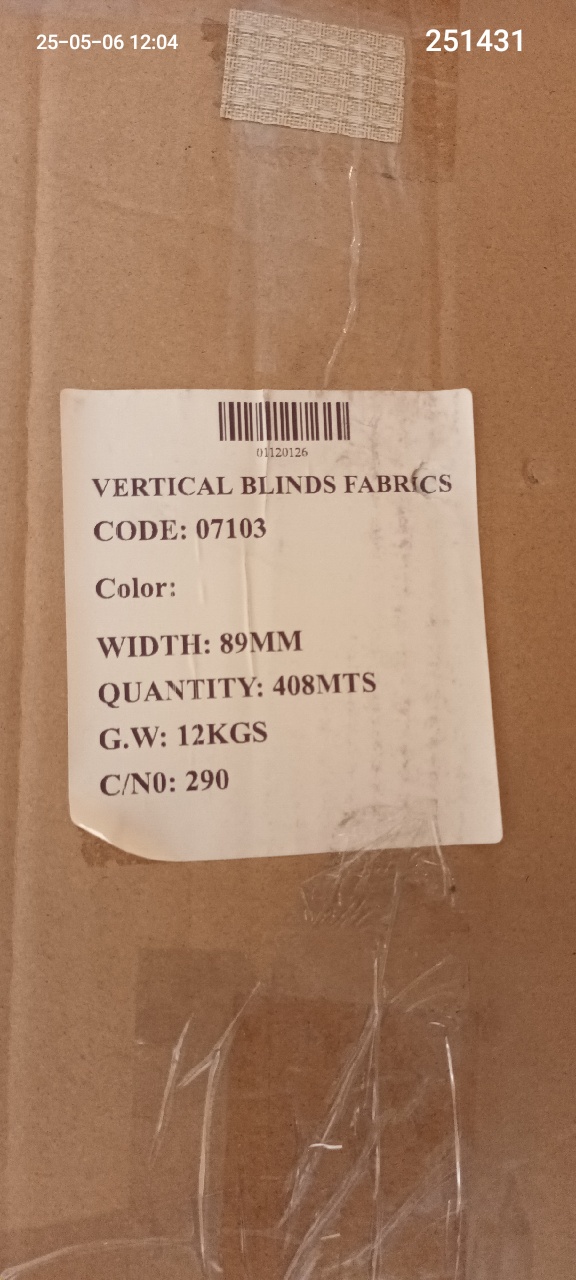 25-05-06 12:04
251431
01120126
VERTICAL BLINDS FABRICS
CODE: 07103
Color:
WIDTH: 89MM
QUANTITY: 408MTS
G.W: 12KGS
C/N0: 290